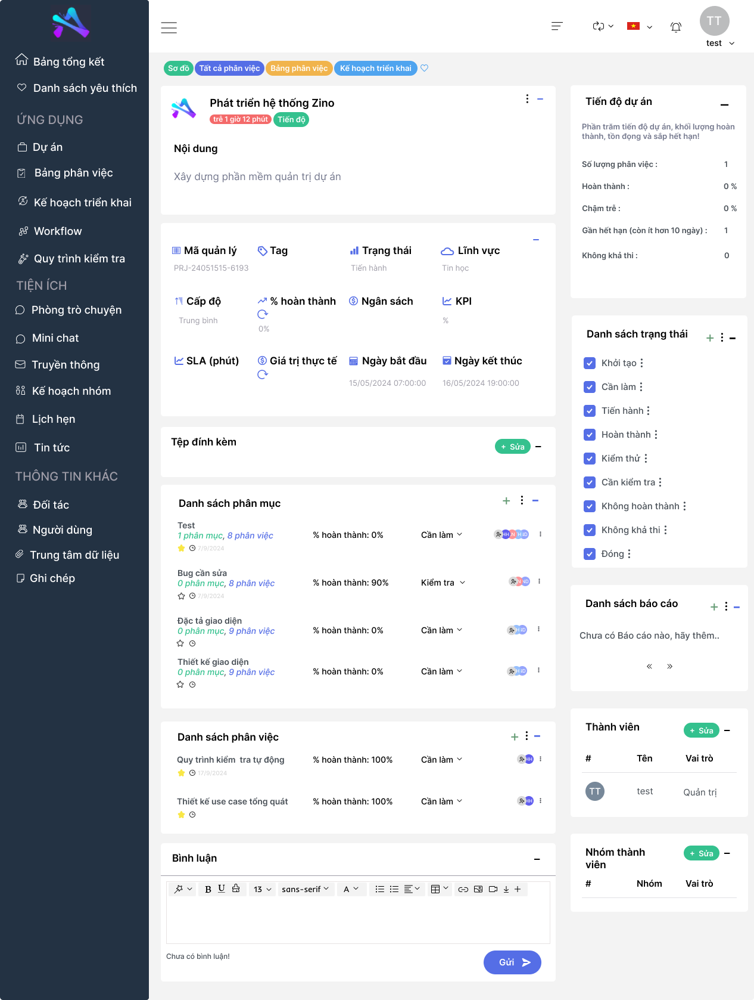 TT
test
Bảng tổng kết
Danh sách yêu thích
ỨNG DỤNG
Dự án
Bảng phân việc
Kế hoạch triển khai
Workflow
Quy trình kiểm tra
TIỆN ÍCH
Phòng trò chuyện
Mini chat
Truyền thông
Kế hoạch nhóm
Lịch hẹn
Tin tức
THÔNG TIN KHÁC
Đối tác
Người dùng
Trung tâm dữ liệu
Ghi chép
Sơ đồ Tất cả phân việc Bảng phân việc Kế hoạch triển khai
Phát triển hệ thống Zino
trễ 1 giờ 12 phút Tiến độ
Nội dung
Xây dựng phần mềm quản trị dự án
Mã quản lý Tag Trạng thái Lĩnh vực
PRJ-24051515-6193 Tiến hành Tin học
Cấp độ % hoàn thành Ngân sách KPI
Trung bình 0% %
SLA (phút) Giá trị thực tế Ngày bắt đầu Ngày kết thúc
15/05/2024 07:00:00 16/05/2024 19:00:00
Tệp đính kèm
+ Sửa
Danh sách phân mục
Test
1 phân mục, 8 phân việc % hoàn thành: 0% Cần làm
7/9/2024
Bug cần sửa
0 phân mục, 8 phân việc % hoàn thành: 90% Kiểm tra
7/9/2024
Đặc tả giao diện
0 phân mục, 9 phân việc % hoàn thành: 0% Cần làm
Thiết kế giao diện
0 phân mục, 9 phân việc % hoàn thành: 0% Cần làm
Danh sách phân việc
Quy trình kiểm tra tự động % hoàn thành: 100% Cần làm HH
17/9/2024
Thiết kế use case tổng quát % hoàn thành: 100% Cần làm HH
Bình luận
B U 13 sans-serif A
Chưa có bình luận!
Gửi
Tiến độ dự án
Phần trăm tiến độ dự án, khối lượng hoàn
thành, tồn đọng và sắp hết hạn!
Số lượng phân việc : 1
Hoàn thành : 0 %
Chậm trễ : 0 %
Gần hết hạn (còn ít hơn 10 ngày) : 1
Không khả thi : 0
Danh sách trạng thái
Khởi tạo
Cần làm
Tiến hành
Hoàn thành
Kiểm thử
Cần kiểm tra
Không hoàn thành
Không khả thi
Đóng
Danh sách báo cáo
Chưa có Báo cáo nào, hãy thêm..
« »
Thành viên
+ Sửa
# Tên Vai trò
TT test Quản trị
Nhóm thành
viên
+ Sửa
# Nhóm Vai trò